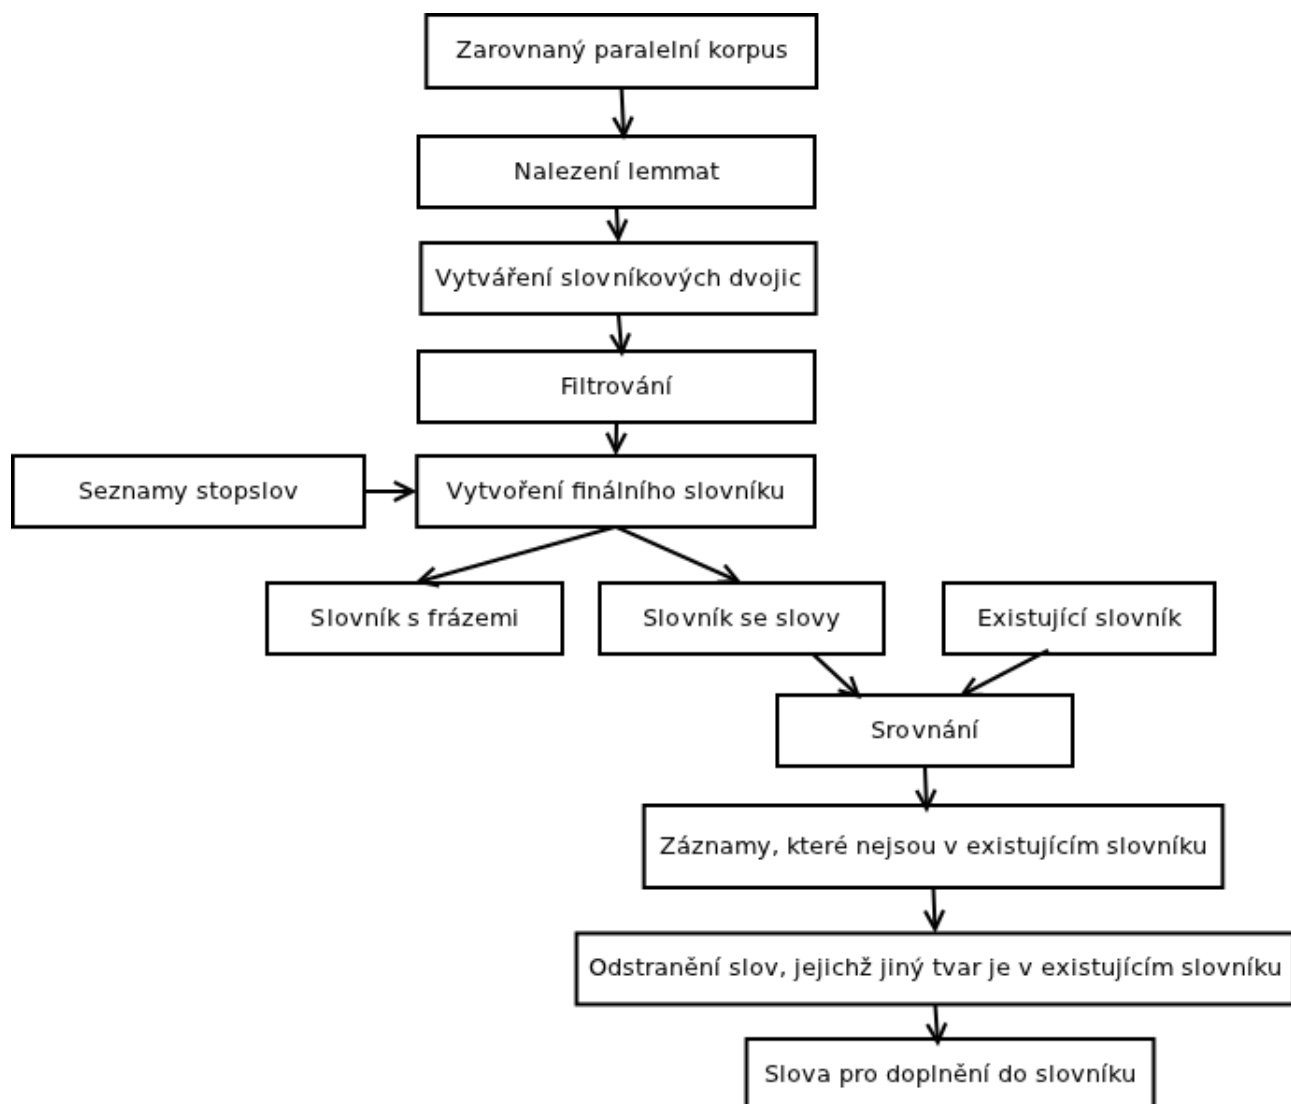 Zarovnaný paralelní korpus
Nalezení lemmat
Vytváření slovníkových dvojic
Filtrování
Seznamy stopslov
Vytvoření finálního slovníku
Slovník s frázemi
Slovník se slovy
Existující slovník
Srovnání
Záznamy, které nejsou v existujícím slovníku
Odstranění slov, jejichž jiný tvar je v existujícím slovníku
Slova pro doplnění do slovníku